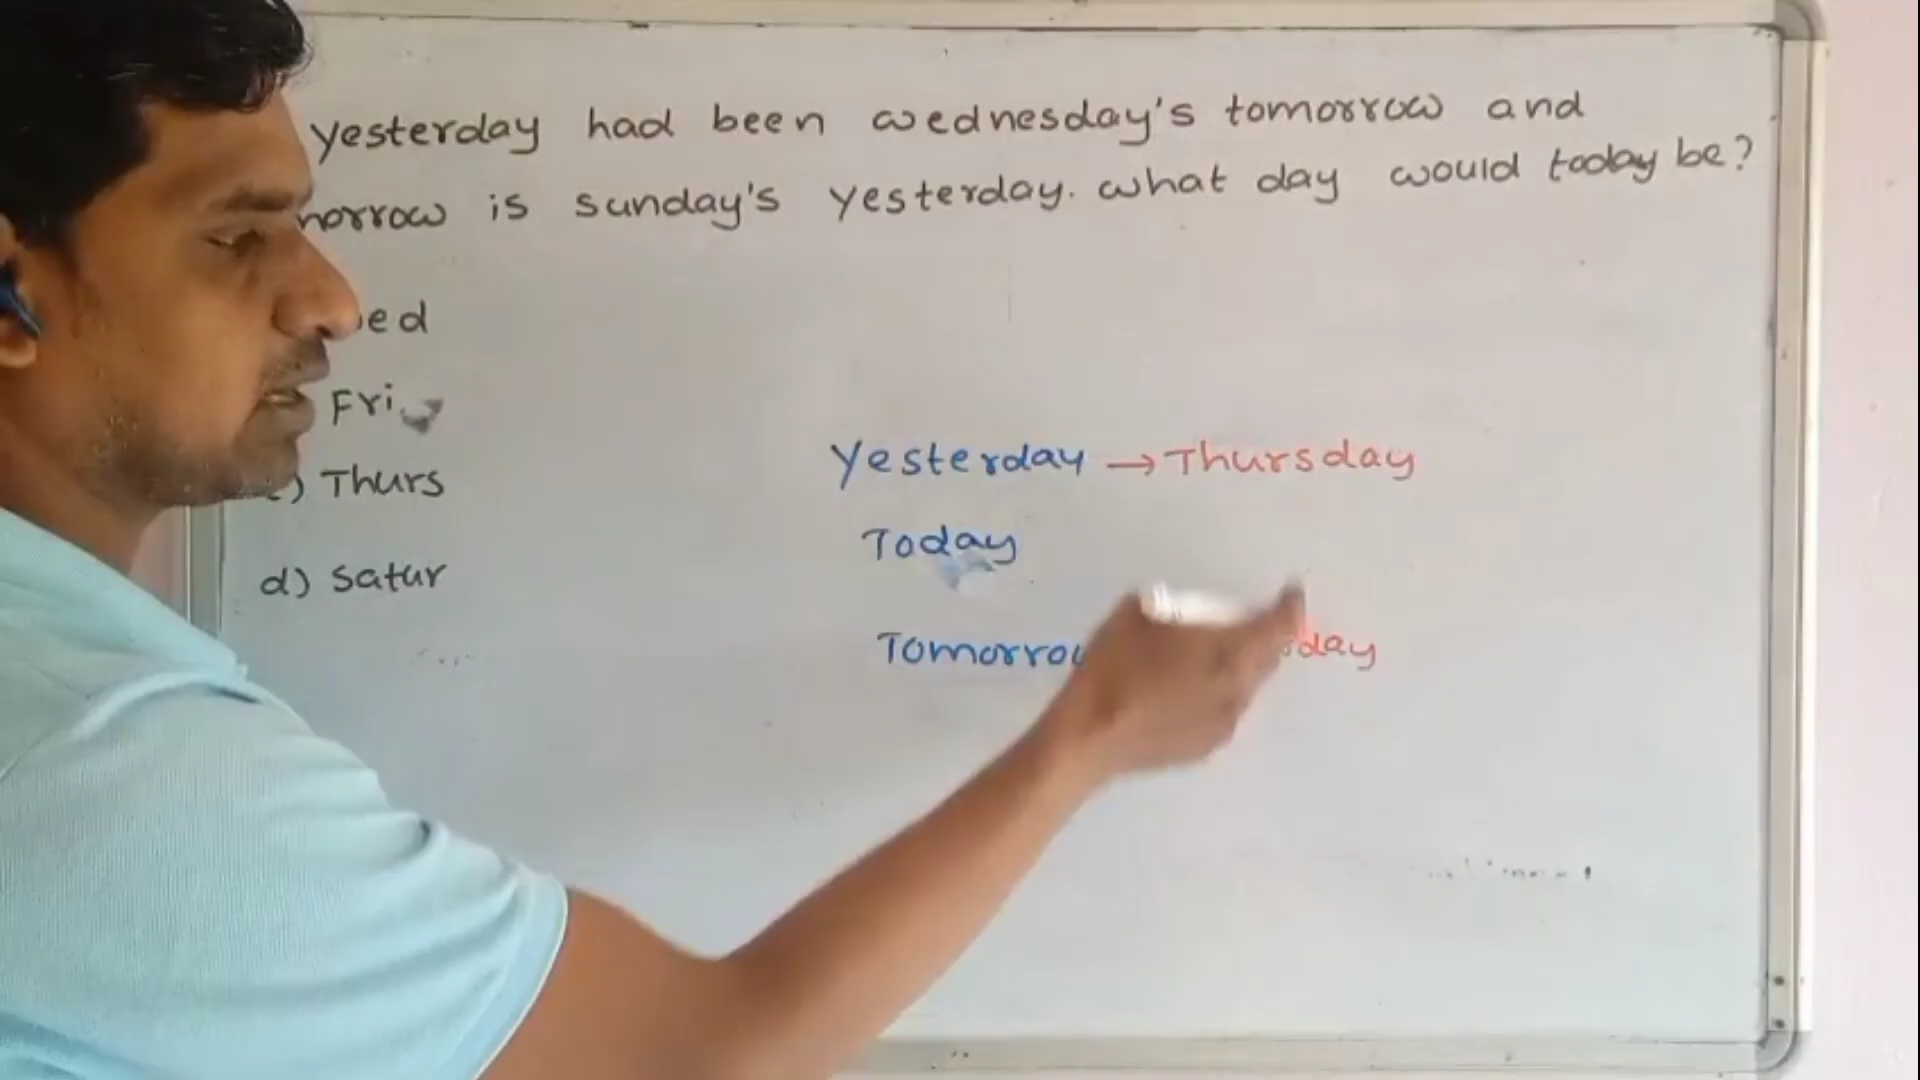 yesterday had been wednesday's tomorrow and
is sunday's yesterday. what day would today be?
Fri
Thurs
d) Satur
Yesterday → Thursday
Today